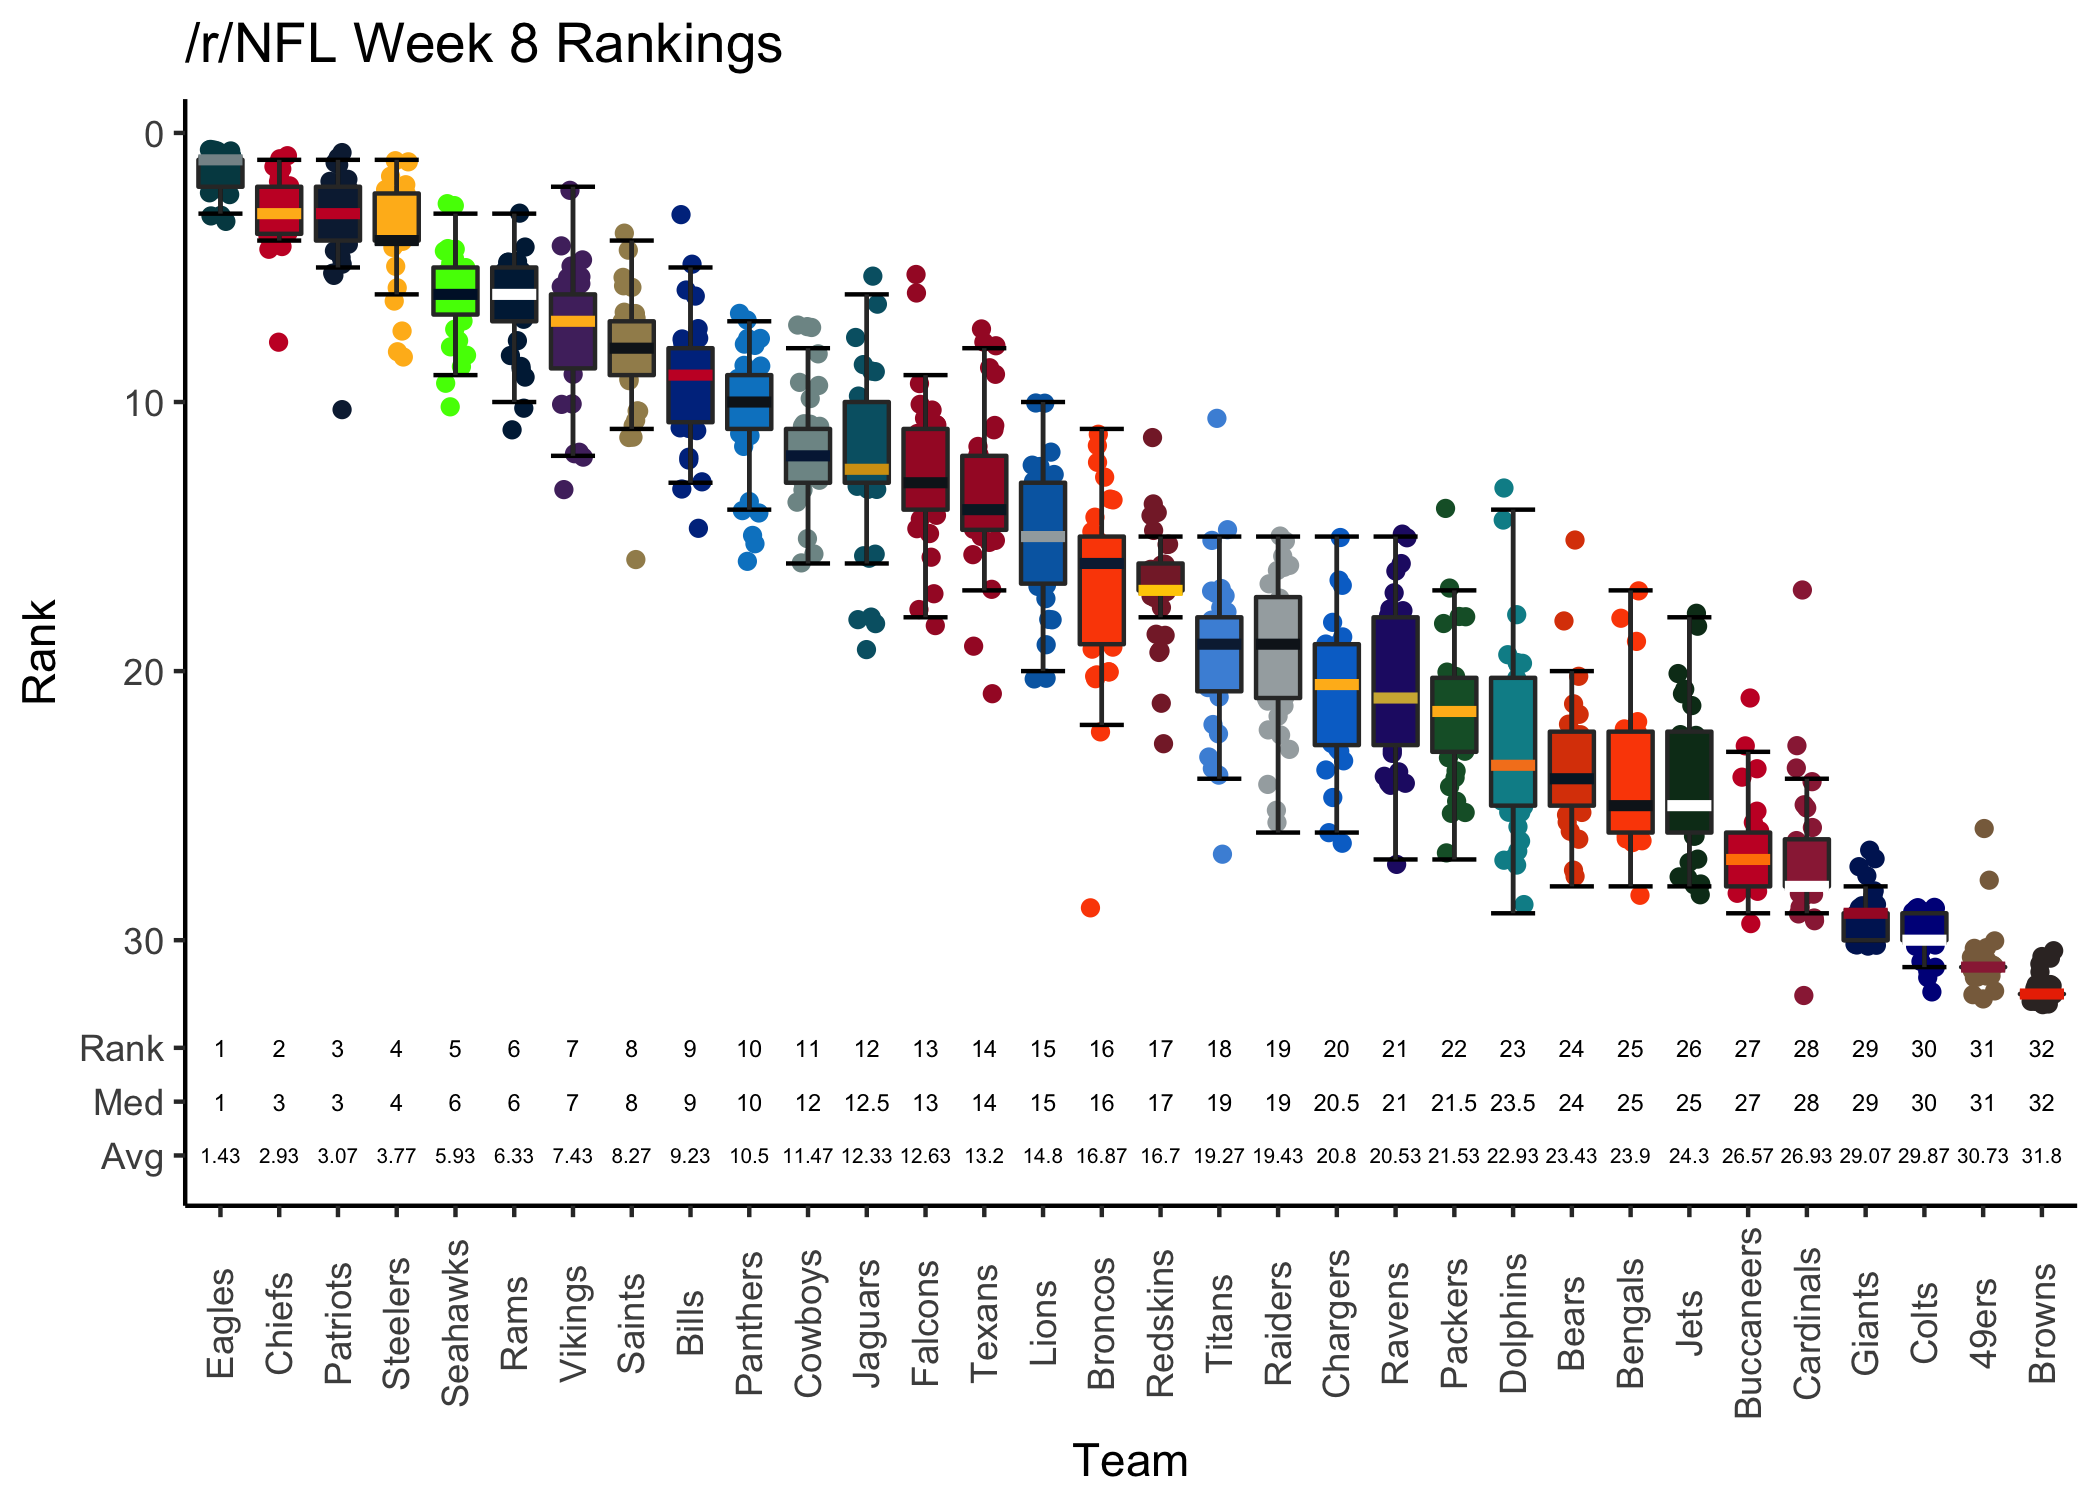 /r/NFL Week 8 Rankings
Rank
0
10
20
30
Rank 1 2 3 4 5 6 7 8 9 10 11 12 13 14 15 16 17 18 19 20 21 22 23 24 25 26 27 28 29 30 31 32
Med 1 3 3 4 6 6 7 8 9 10 12 12.5 13 14 15 16 17 19 19 20.5 21 21.5 23.5 24 25 25 27 28 29 30 31 32
Avg 1.43 2.93 3.07 3.77 5.93 6.33 7.43 8.27 9.23 10.5 11.47 12.33 12.63 13.2 14.8 16.87 16.7 19.27 19.43 20.8 20.53 21.53 22.93 23.43 23.9 24.3 26.57 26.93 29.07 29.87 30.73 31.8
Eagles Chiefs Patriots Steelers Seahawks Rams Vikings Saints Bills Panthers Cowboys Jaguars Falcons Texans Lions Broncos Redskins Titans Raiders Chargers Ravens Packers Dolphins Bears Bengals Jets Buccaneers Cardinals Giants Colts 49ers Browns
Team